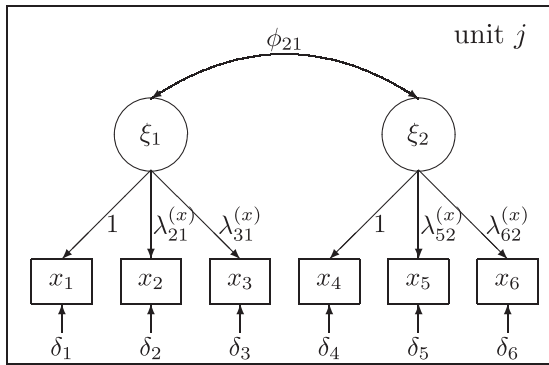 unit j
ϕ₂₁
ξ₁ ξ₂
1 λ₂₁⁽ˣ⁾ λ₃₁⁽ˣ⁾ 1 λ₅₂⁽ˣ⁾ λ₆₂⁽ˣ⁾
x₁ x₂ x₃ x₄ x₅ x₆
δ₁ δ₂ δ₃ δ₄ δ₅ δ₆